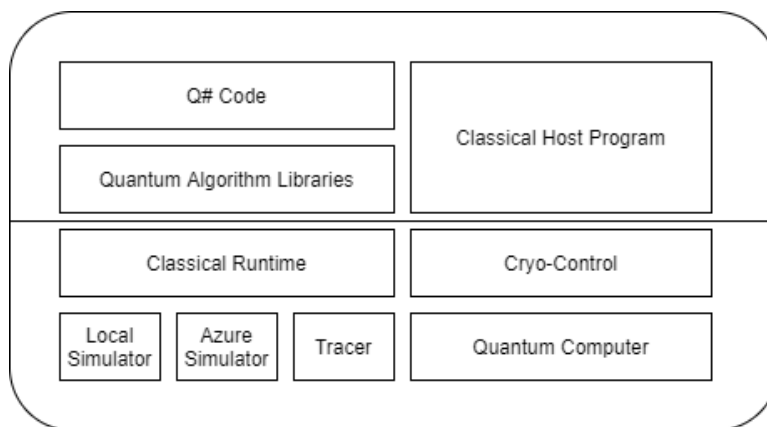 Q# Code
Classical Host Program
Quantum Algorithm Libraries
Classical Runtime
Cryo-Control
Local
Simulator
Azure
Simulator
Tracer
Quantum Computer